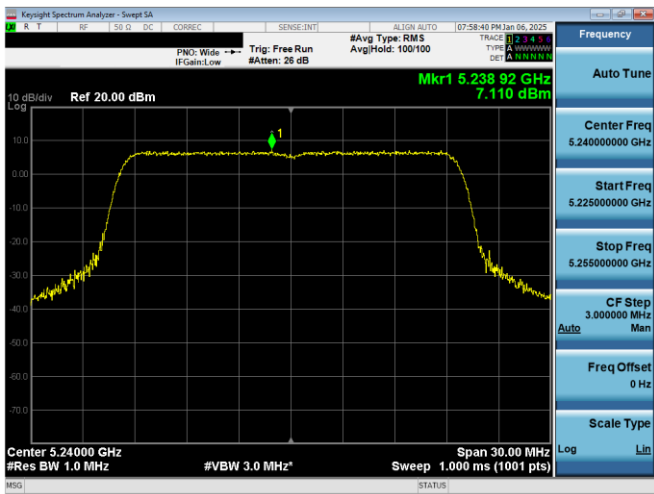 Keysight Spectrum Analyzer - Swept SA
R T RF 50 Ω DC CORREC SENSE:INT ALIGN AUTO 07:58:40 PM Jan 06, 2025
#Avg Type: RMS TRACE 1 2 3 4 5 6
PNO: Wide Trig: Free Run Avg|Hold: 100/100 TYPE A WWWWW
IFGain:Low #Atten: 26 dB DET A N N N N N
Mkr1 5.238 92 GHz
7.110 dBm
10 dB/div Ref 20.00 dBm
Log
1
10.0
0.00
-10.0
-20.0
-30.0
-40.0
-50.0
-60.0
-70.0
Center 5.24000 GHz Span 30.00 MHz
#Res BW 1.0 MHz #VBW 3.0 MHz* Sweep 1.000 ms (1001 pts)
MSG STATUS
Frequency
Auto Tune
Center Freq
5.240000000 GHz
Start Freq
5.225000000 GHz
Stop Freq
5.255000000 GHz
CF Step
3.000000 MHz
Auto Man
Freq Offset
0 Hz
Scale Type
Log Lin